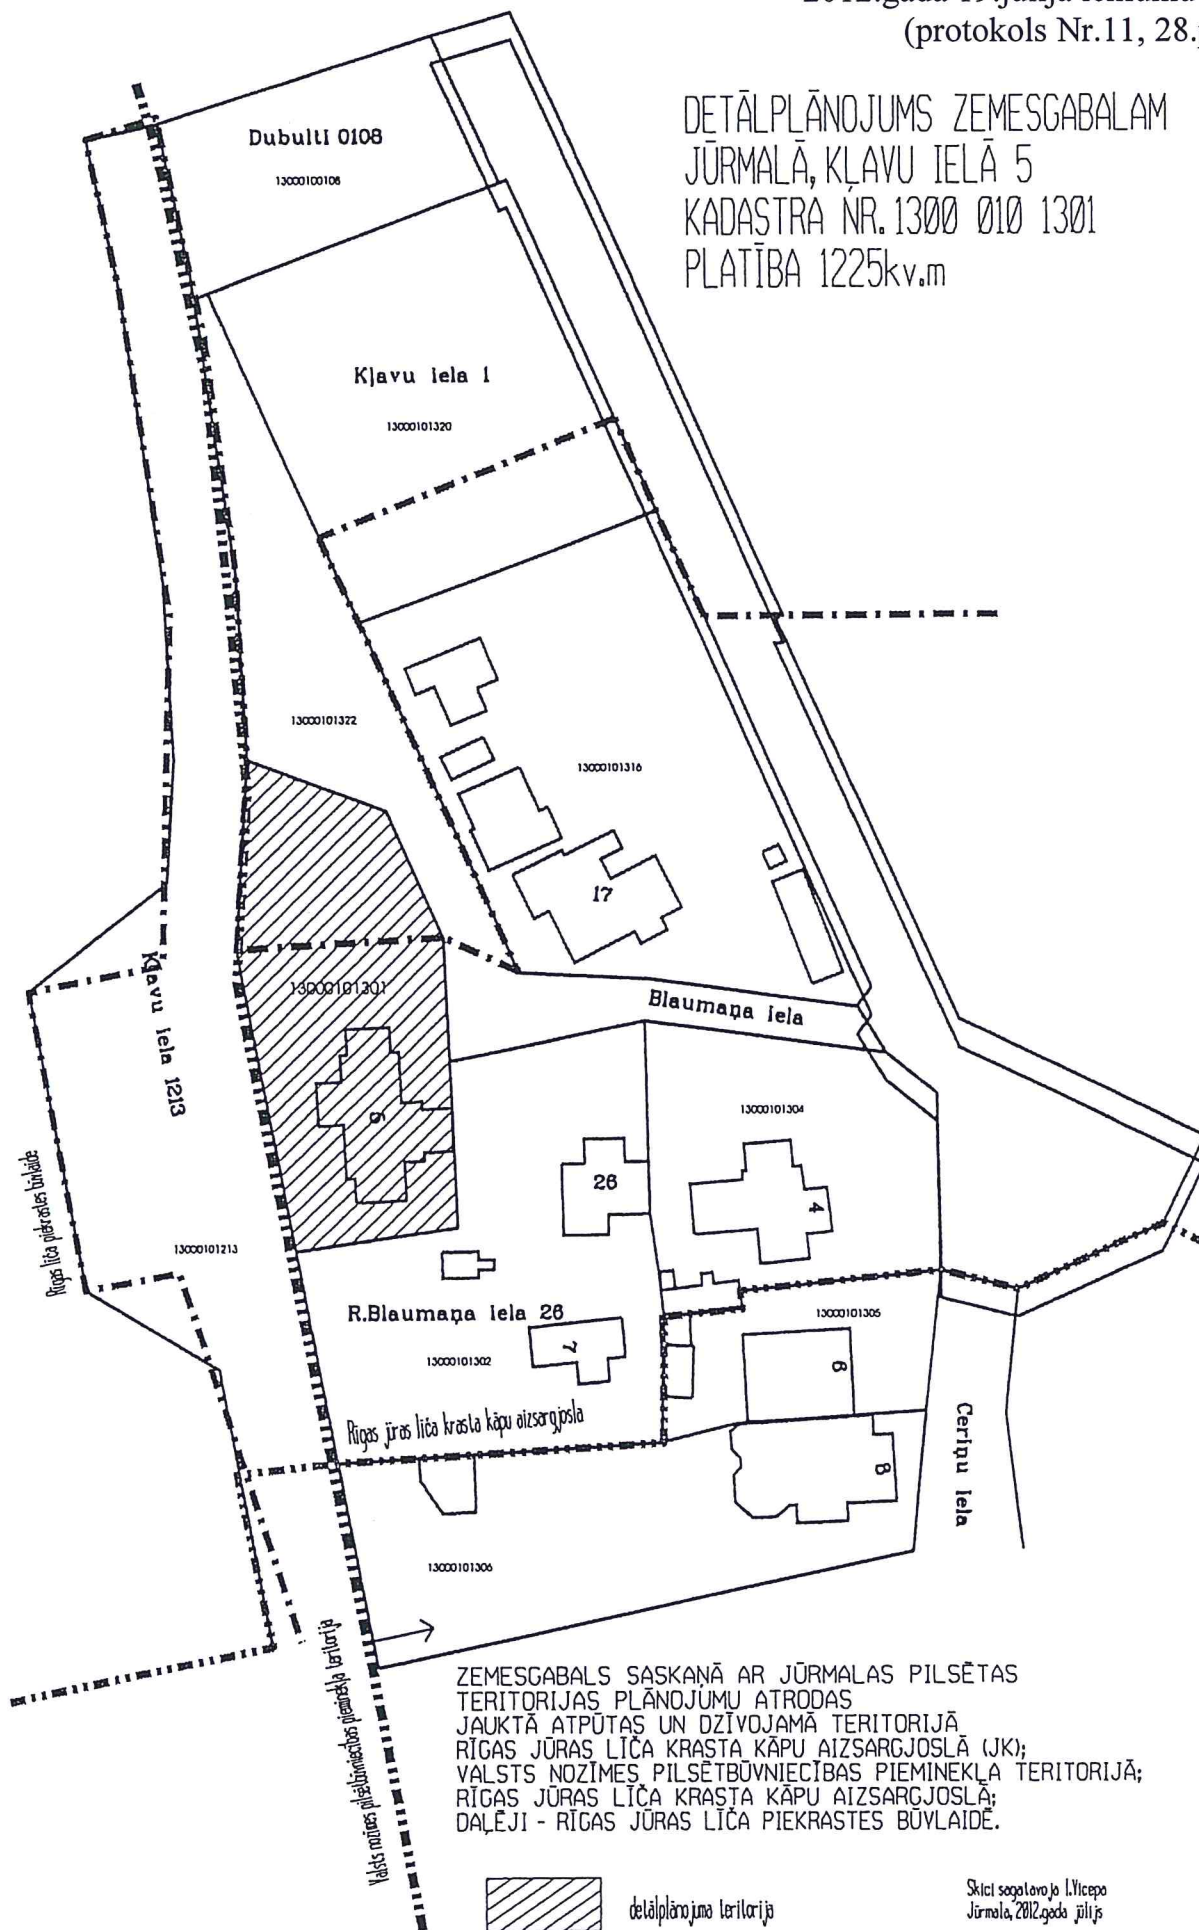 (protokols Nr.11, 28.
DETĀLPLĀNOJUMS ZEMESGABALAM
JŪRMALĀ, KĻAVU IELĀ 5
KADASTRA NR. 1300 010 1301
PLATĪBA 1225kv.m
Dubulti 0108
13000100108
Kļavu iela 1
13000101320
13000101322
13000101316
17
13000101301
Blaumaņa iela
Kļavu iela 1213
13000101304
26
4
Rīgas līča piekrastes būvlaide
13000101213
R.Blaumaņa iela 26
13000101305
7
13000101302
6
Rīgas jūras līča krasta kāpu aizsargjosla
Ceriņu iela
8
13000101306
Valsts nozīmes pilsētbūvniecības pieminekļa teritorija
ZEMESGABALS SASKAŅĀ AR JŪRMALAS PILSĒTAS
TERITORIJAS PLĀNOJUMU ATRODAS
JAUKTĀ ATPŪTAS UN DZĪVOJAMĀ TERITORIJĀ
RĪGAS JŪRAS LĪČA KRASTA KĀPU AIZSARGJOSLĀ (JK);
VALSTS NOZĪMES PILSĒTBŪVNIECĪBAS PIEMINEKĻA TERITORIJĀ;
RĪGAS JŪRAS LĪČA KRASTA KĀPU AIZSARGJOSLĀ;
DAĻĒJI - RĪGAS JŪRAS LĪČA PIEKRASTES BŪVLAIDĒ.
detālplānojuma teritorija
Skici sagatavoja I.Vicepa
Jūrmala, 2012.gada jūlijs